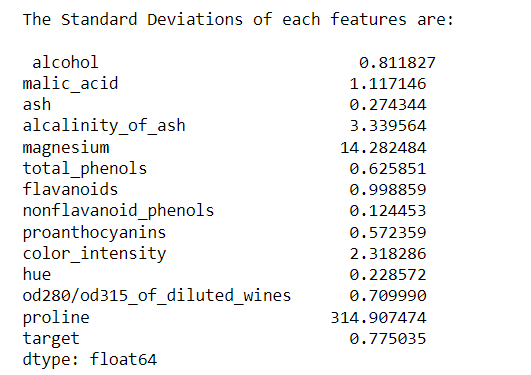 The Standard Deviations of each features are:
alcohol 0.811827
malic_acid 1.117146
ash 0.274344
alcalinity_of_ash 3.339564
magnesium 14.282484
total_phenols 0.625851
flavanoids 0.998859
nonflavanoid_phenols 0.124453
proanthocyanins 0.572359
color_intensity 2.318286
hue 0.228572
od280/od315_of_diluted_wines 0.709990
proline 314.907474
target 0.775035
dtype: float64